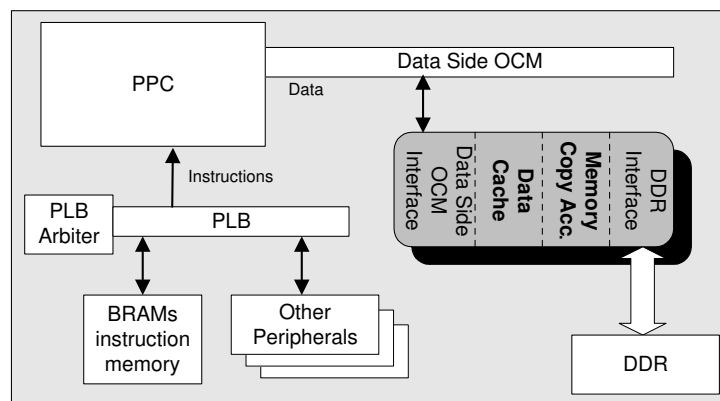 PPC
Data Side OCM
Data
Instructions
Data Side
OCM
Interface
Data
Cache
Memory
Copy Acc.
DDR
Interface
PLB
Arbiter
PLB
BRAMs
instruction
memory
Other
Peripherals
DDR